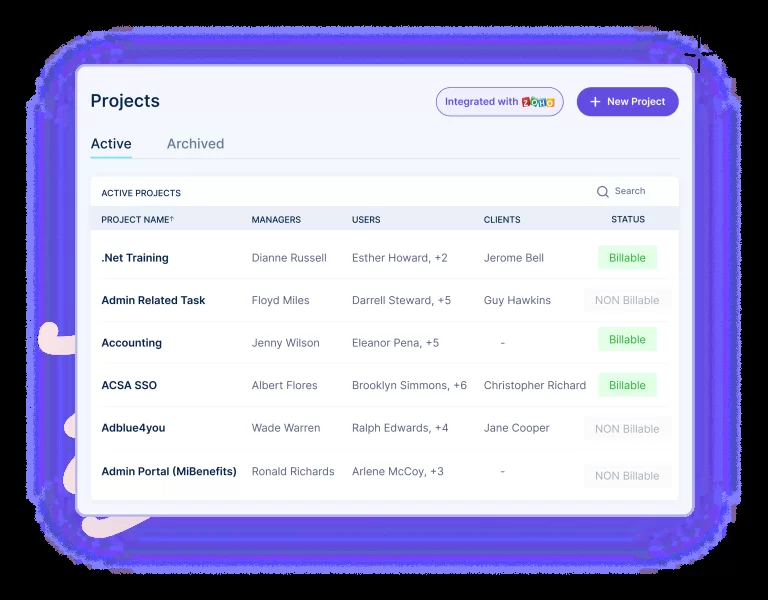 Projects
Integrated with ZOHO
+ New Project
Active Archived
ACTIVE PROJECTS Search
PROJECT NAME↑ MANAGERS USERS CLIENTS STATUS
.Net Training Dianne Russell Esther Howard, +2 Jerome Bell Billable
Admin Related Task Floyd Miles Darrell Steward, +5 Guy Hawkins NON Billable
Accounting Jenny Wilson Eleanor Pena, +5 - Billable
ACSA SSO Albert Flores Brooklyn Simmons, +6 Christopher Richard Billable
Adblue4you Wade Warren Ralph Edwards, +4 Jane Cooper NON Billable
Admin Portal (MiBenefits) Ronald Richards Arlene McCoy, +3 - NON Billable